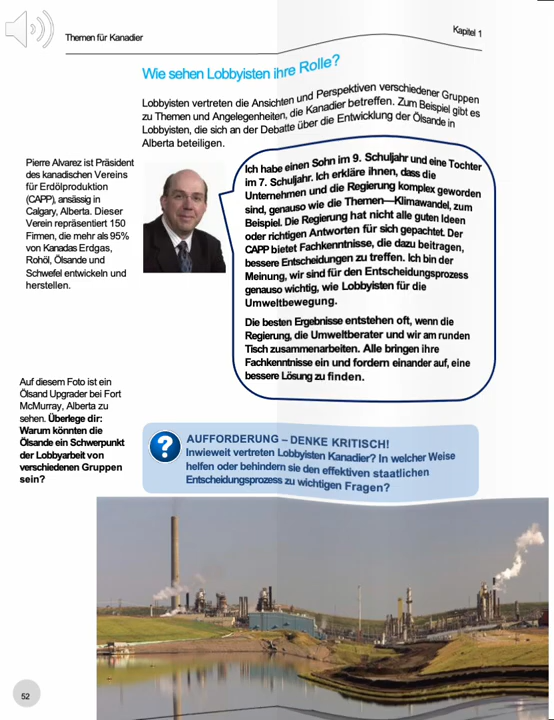 Themen für Kanadier
Kapitel 1
Wie sehen Lobbyisten ihre Rolle?
Lobbyisten vertreten die Ansichten und Perspektiven verschiedener Gruppen
zu Themen und Angelegenheiten, die Kanadier betreffen. Zum Beispiel gibt es
Lobbyisten, die sich an der Debatte über die Entwicklung der Ölsande in
Alberta beteiligen.
Pierre Alvarez ist Präsident
des kanadischen Vereins
für Erdölproduktion
(CAPP), ansässig in
Calgary, Alberta. Dieser
Verein repräsentiert 150
Firmen, die mehr als 95%
von Kanadas Erdgas,
Rohöl, Ölsande und
Schwefel entwickeln und
herstellen.
Ich habe einen Sohn im 9. Schuljahr und eine Tochter
im 7. Schuljahr. Ich erkläre ihnen, dass die
Unternehmen und die Regierung komplex geworden
sind, genauso wie die Themen—Klimawandel, zum
Beispiel. Die Regierung hat nicht alle guten Ideen
oder richtigen Antworten für sich gepachtet. Der
CAPP bietet Fachkenntnisse, die dazu beitragen,
bessere Entscheidungen zu treffen. Ich bin der
Meinung, wir sind für den Entscheidungsprozess
genauso wichtig, wie Lobbyisten für die
Umweltbewegung.
Die besten Ergebnisse entstehen oft, wenn die
Regierung, die Umweltberater und wir am runden
Tisch zusammenarbeiten. Alle bringen ihre
Fachkenntnisse ein und fordern einander auf, eine
bessere Lösung zu finden.
Auf diesem Foto ist ein
Ölsand Upgrader bei Fort
McMurray, Alberta zu
sehen. Überlege dir:
Warum könnten die
Ölsande ein Schwerpunkt
der Lobbyarbeit von
verschiedenen Gruppen
sein?
?
AUFFORDERUNG – DENKE KRITISCH!
Inwieweit vertreten Lobbyisten Kanadier? In welcher Weise
helfen oder behindern sie den effektiven staatlichen
Entscheidungsprozess zu wichtigen Fragen?
52